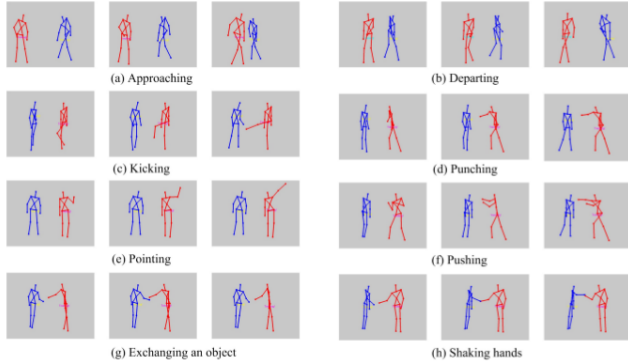 (a) Approaching
(b) Departing
(c) Kicking
(d) Punching
(e) Pointing
(f) Pushing
(g) Exchanging an object
(h) Shaking hands